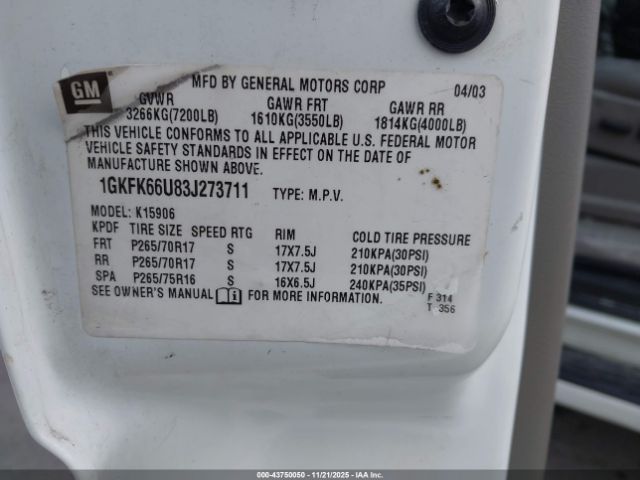 GM
MFD BY GENERAL MOTORS CORP 04/03
GVWR GAWR FRT GAWR RR
3266KG(7200LB) 1610KG(3550LB) 1814KG(4000LB)
THIS VEHICLE CONFORMS TO ALL APPLICABLE U.S. FEDERAL MOTOR
VEHICLE SAFETY STANDARDS IN EFFECT ON THE DATE OF
MANUFACTURE SHOWN ABOVE.
1GKFK66U83J273711 TYPE: M.P.V.
MODEL: K15906
KPDF TIRE SIZE SPEED RTG RIM COLD TIRE PRESSURE
FRT P265/70R17 S 17X7.5J 210KPA(30PSI)
RR P265/70R17 S 17X7.5J 210KPA(30PSI)
SPA P265/75R16 S 16X6.5J 240KPA(35PSI)
SEE OWNER'S MANUAL FOR MORE INFORMATION.
F 314
T 356
000-43750050 - 11/21/2025 - COPYRIGHT © IAA, LLC